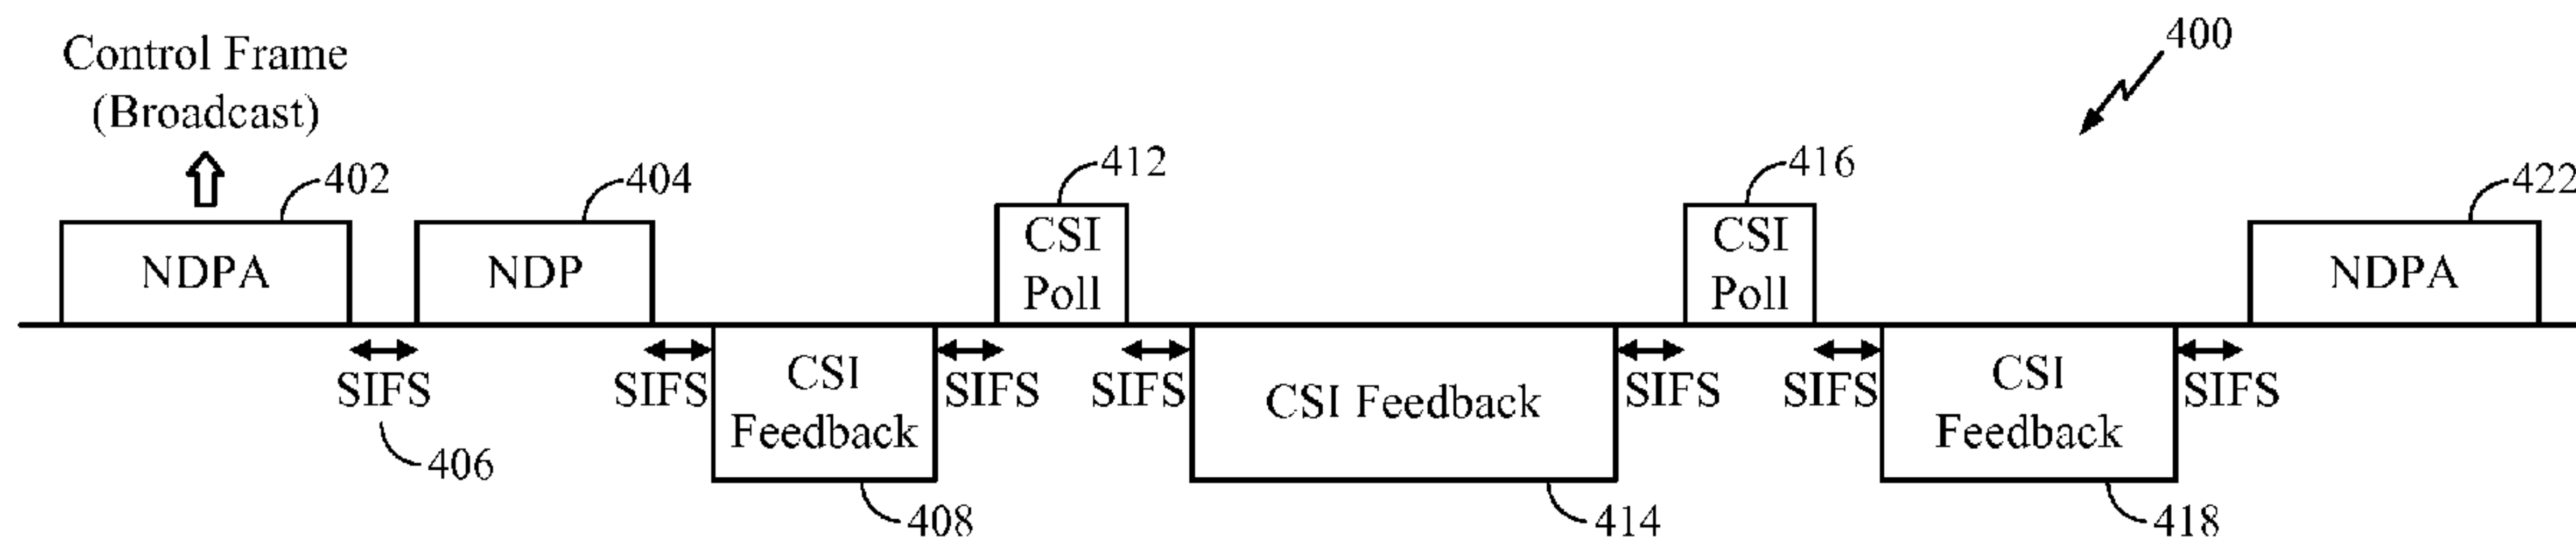 400
Control Frame
(Broadcast)
402
404
412
416
422
NDPA
NDP
CSI
Poll
CSI
Poll
NDPA
SIFS
SIFS
CSI
Feedback
SIFS
SIFS
CSI Feedback
SIFS
SIFS
CSI
Feedback
SIFS
406
408
414
418